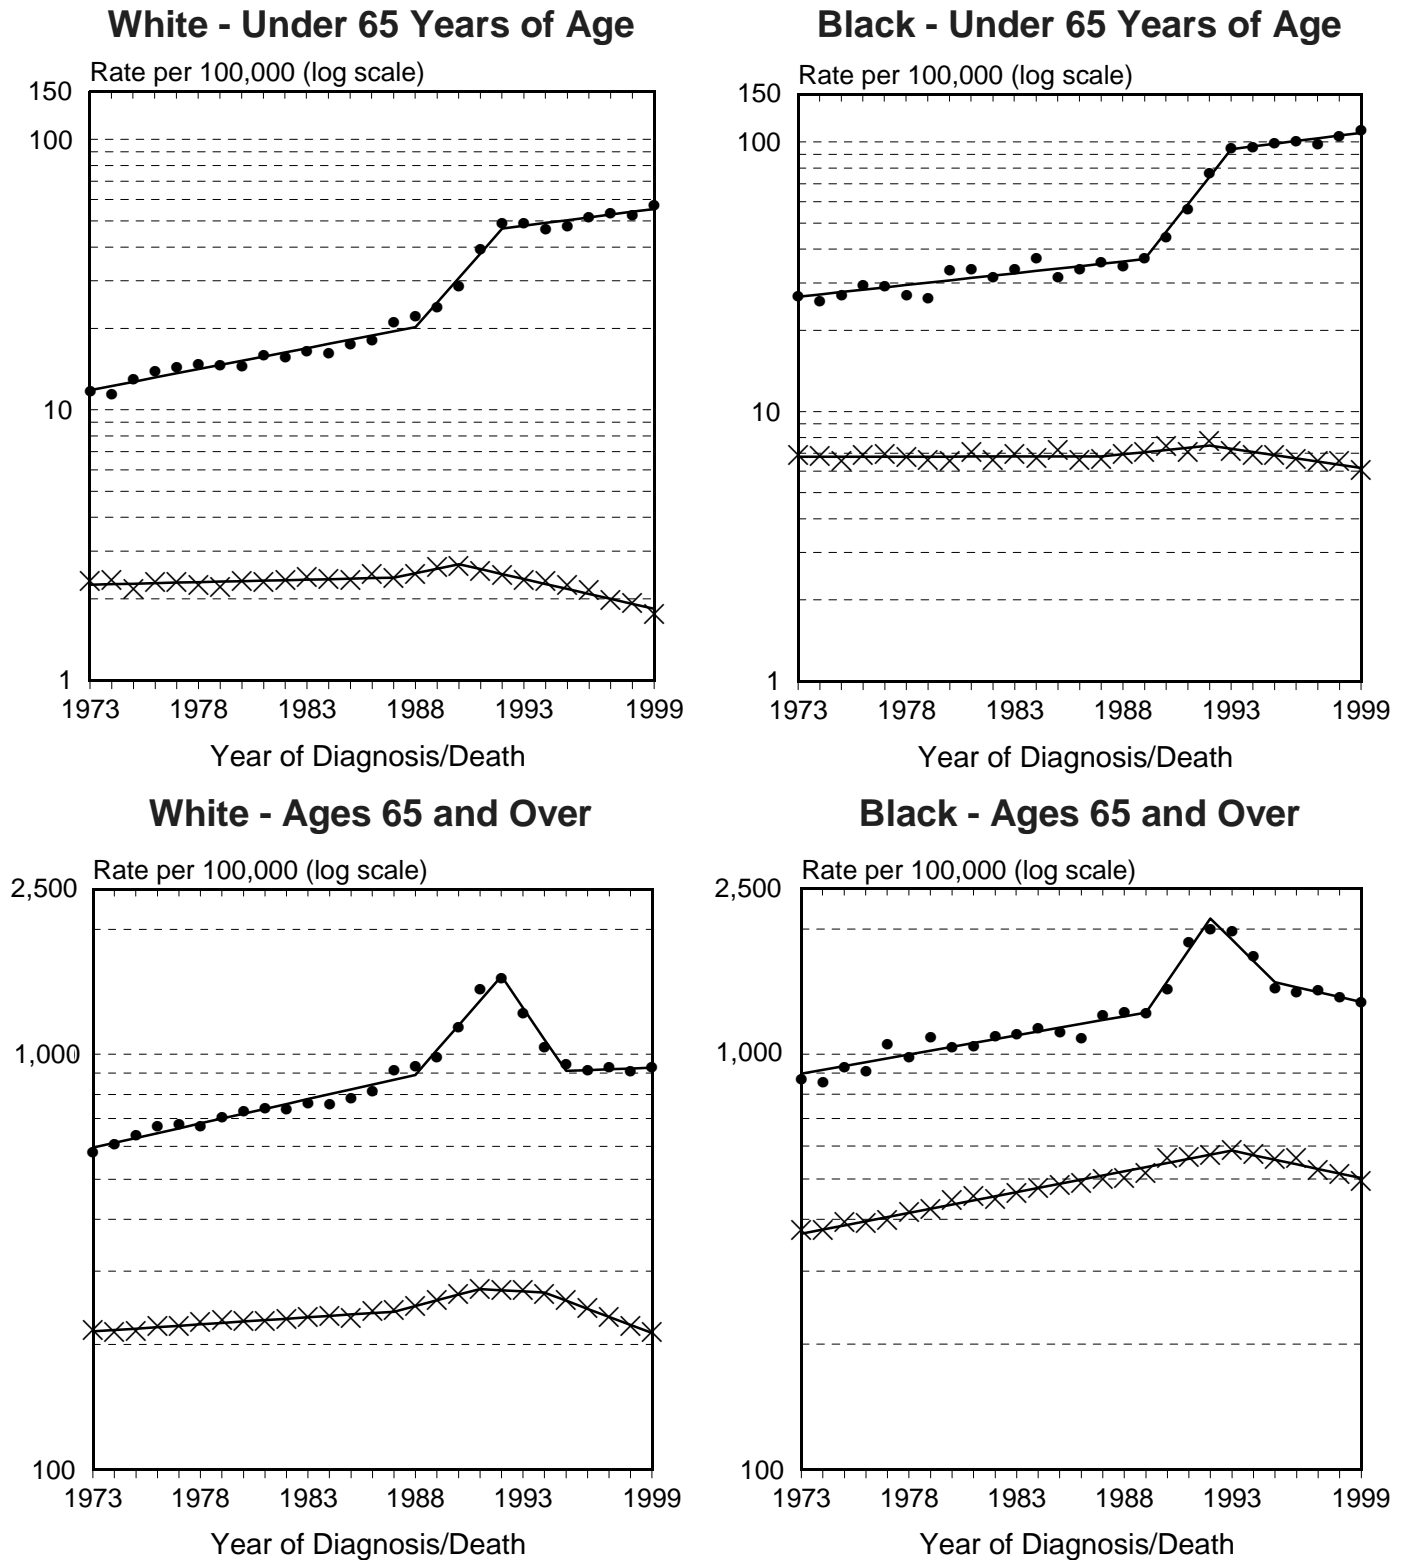 White - Under 65 Years of Age
Rate per 100,000 (log scale)
150
100
10
1
1973 1978 1983 1988 1993 1999
Year of Diagnosis/Death
Black - Under 65 Years of Age
Rate per 100,000 (log scale)
150
100
10
1
1973 1978 1983 1988 1993 1999
Year of Diagnosis/Death
White - Ages 65 and Over
Rate per 100,000 (log scale)
2,500
1,000
100
1973 1978 1983 1988 1993 1999
Year of Diagnosis/Death
Black - Ages 65 and Over
Rate per 100,000 (log scale)
2,500
1,000
100
1973 1978 1983 1988 1993 1999
Year of Diagnosis/Death